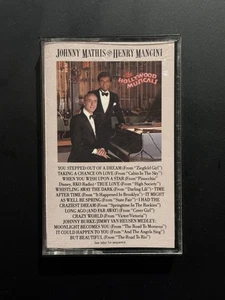 JOHNNY MATHIS & HENRY MANCINI
The
HOLLYWOOD
MUSICALS
YOU STEPPED OUT OF A DREAM (From "Ziegfeld Girl")
TAKING A CHANCE ON LOVE (From "Cabin In The Sky")
WHEN YOU WISH UPON A STAR (From "Pinocchio"
Disney, RKO Radio) • TRUE LOVE (From "High Society")
WHISTLING AWAY THE DARK (From "Darling Lili") • TIME
AFTER TIME (From "It Happened In Brooklyn") • IT MIGHT
AS WELL BE SPRING (From "State Fair") • I HAD THE
CRAZIEST DREAM (From "Springtime In The Rockies")
LONG AGO (AND FAR AWAY) (From "Cover Girl")
CRAZY WORLD (From "Victor/Victoria")
JOHNNY BURKE/JIMMY VAN HEUSEN MEDLEY:
MOONLIGHT BECOMES YOU (From "The Road To Morocco")
IT COULD HAPPEN TO YOU (From "And The Angels Sing")
BUT BEAUTIFUL (From "The Road To Rio")